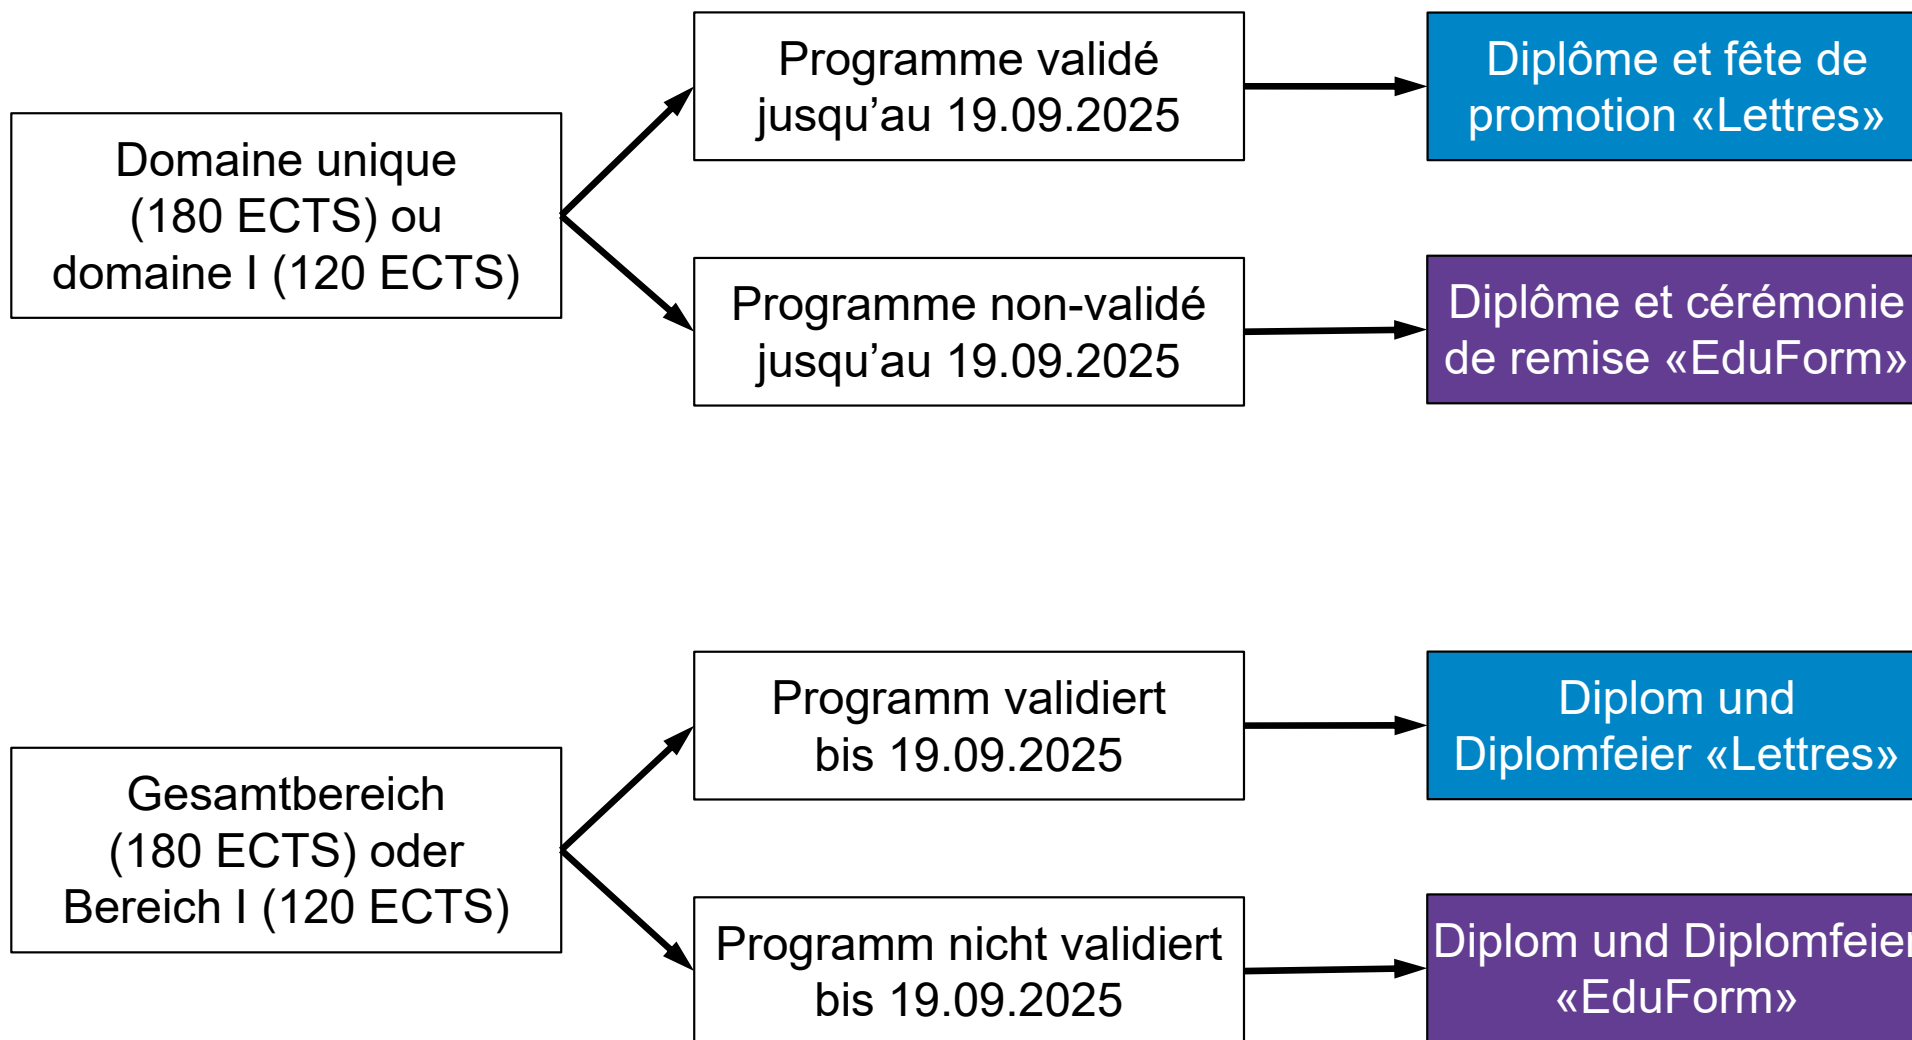 Domaine unique
(180 ECTS) ou
domaine I (120 ECTS)
Programme validé
jusqu’au 19.09.2025
Diplôme et fête de
promotion «Lettres»
Programme non-validé
jusqu’au 19.09.2025
Diplôme et cérémonie
de remise «EduForm»
Gesamtbereich
(180 ECTS) oder
Bereich I (120 ECTS)
Programm validiert
bis 19.09.2025
Diplom und
Diplomfeier «Lettres»
Programm nicht validiert
bis 19.09.2025
Diplom und Diplomfeier
«EduForm»